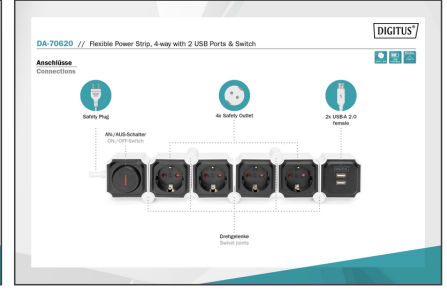 DIGITUS®
DA-70620 // Flexible Power Strip, 4-way with 2 USB Ports & Switch
Anschlüsse
Connections
Safety Plug
4x Safety Outlet
2x USB-A 2.0
female
AN-/AUS-Schalter
ON-/OFF-Switch
Drehgelenke
Swivel joints